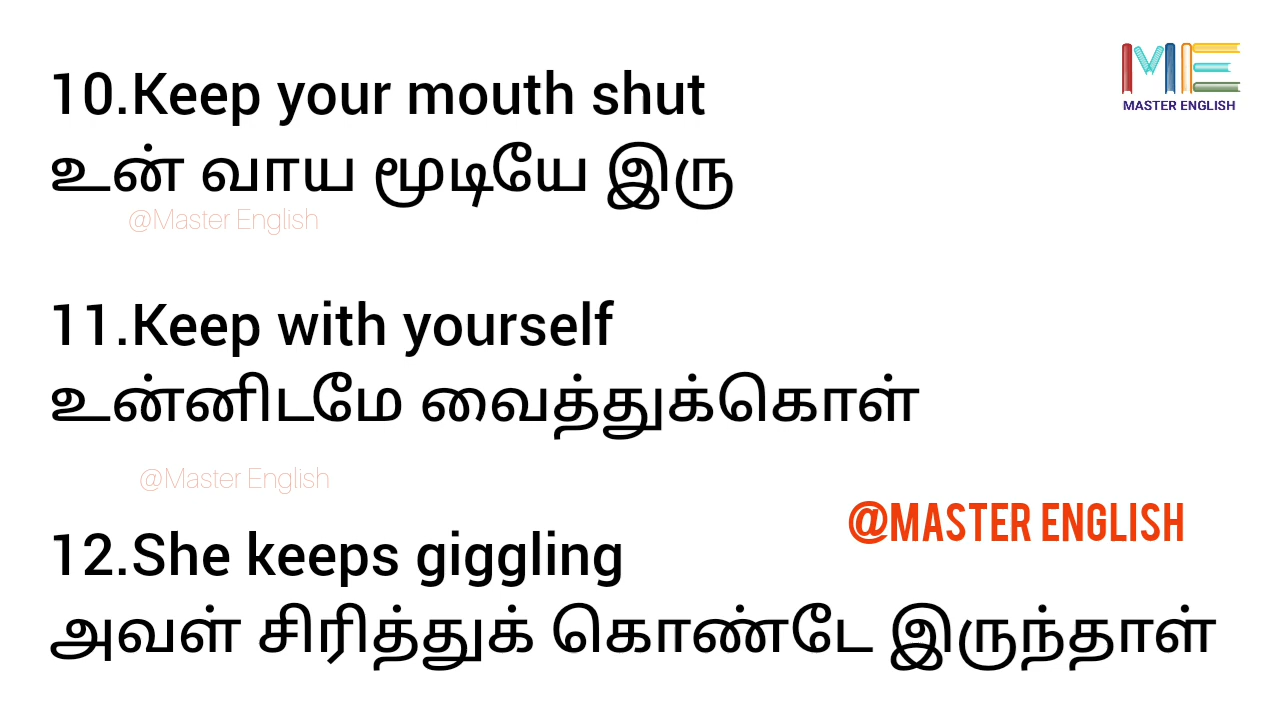 10.Keep your mouth shut
உன் வாய மூடியே இரு
@Master English
11.Keep with yourself
உன்னிடமே வைத்துக்கொள்
@Master English
12.She keeps giggling
அவள் சிரித்துக் கொண்டே இருந்தாள்
ME
MASTER ENGLISH
@MASTER ENGLISH